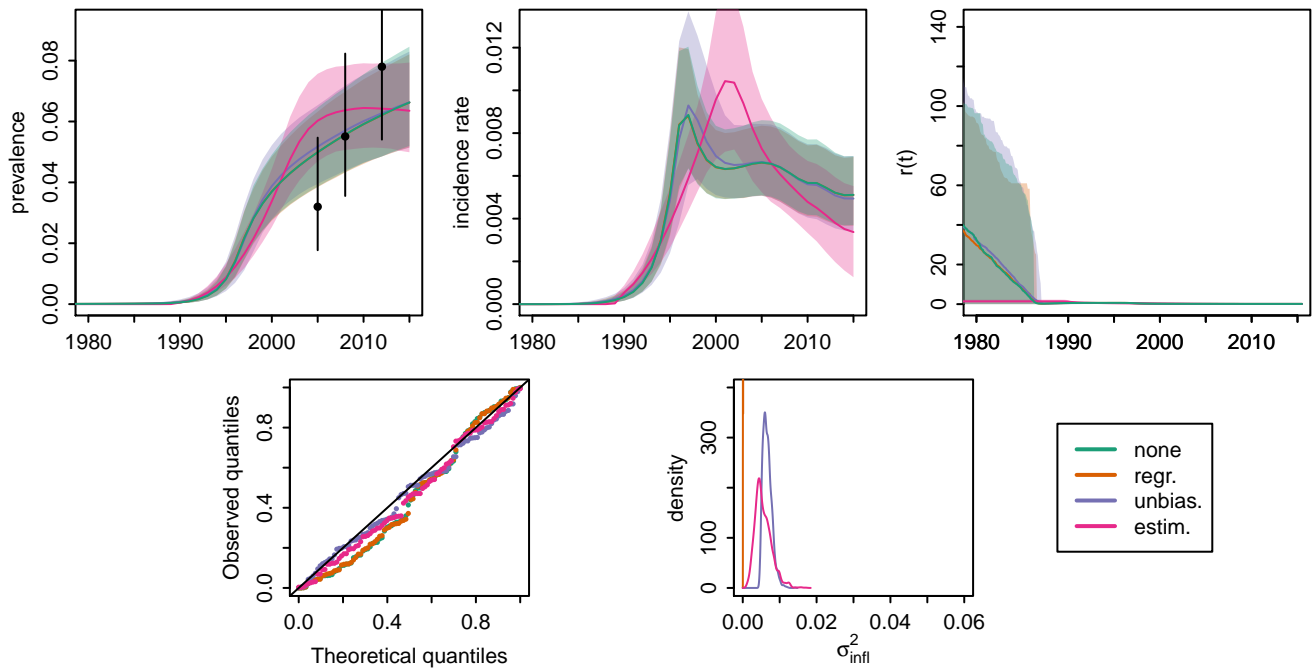 prevalence
0.00 0.02 0.04 0.06 0.08
1980 1990 2000 2010
incidence rate
0.000 0.004 0.008 0.012
1980 1990 2000 2010
r(t)
0 20 60 100 140
1980 1990 2000 2010
Observed quantiles
0.0 0.4 0.8
0.0 0.4 0.8
Theoretical quantiles
density
0 100 300
0.00 0.02 0.04 0.06
σ²infl
none
regr.
unbias.
estim.